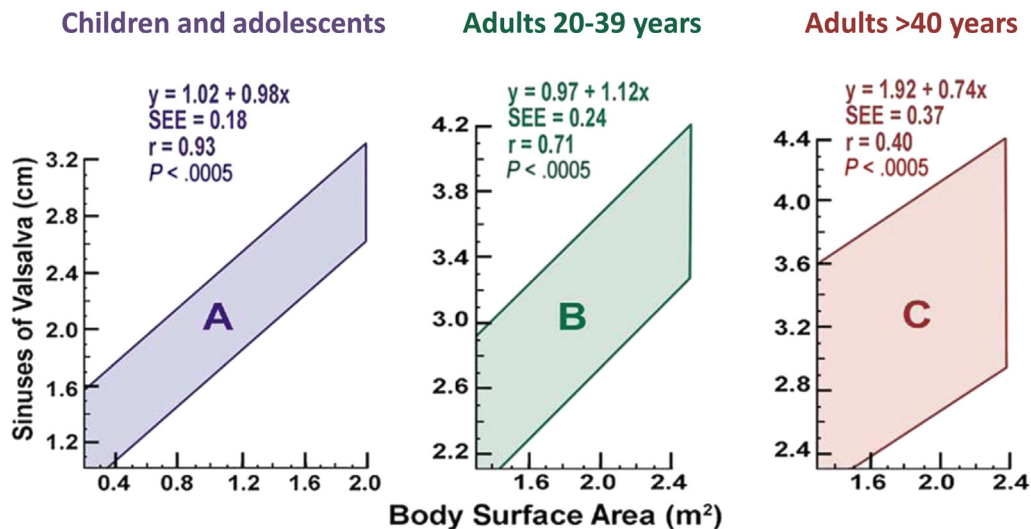 Children and adolescents
Adults 20-39 years
Adults >40 years
y = 1.02 + 0.98x
SEE = 0.18
r = 0.93
P < .0005
y = 0.97 + 1.12x
SEE = 0.24
r = 0.71
P < .0005
y = 1.92 + 0.74x
SEE = 0.37
r = 0.40
P < .0005
Sinuses of Valsalva (cm)
3.2
2.8
2.4
2.0
1.6
1.2
A
0.4 0.8 1.2 1.6 2.0
4.2
3.8
3.4
3.0
2.6
2.2
B
1.6 2.0 2.4
4.4
4.0
3.6
3.2
2.8
2.4
C
1.6 2.0 2.4
Body Surface Area (m²)